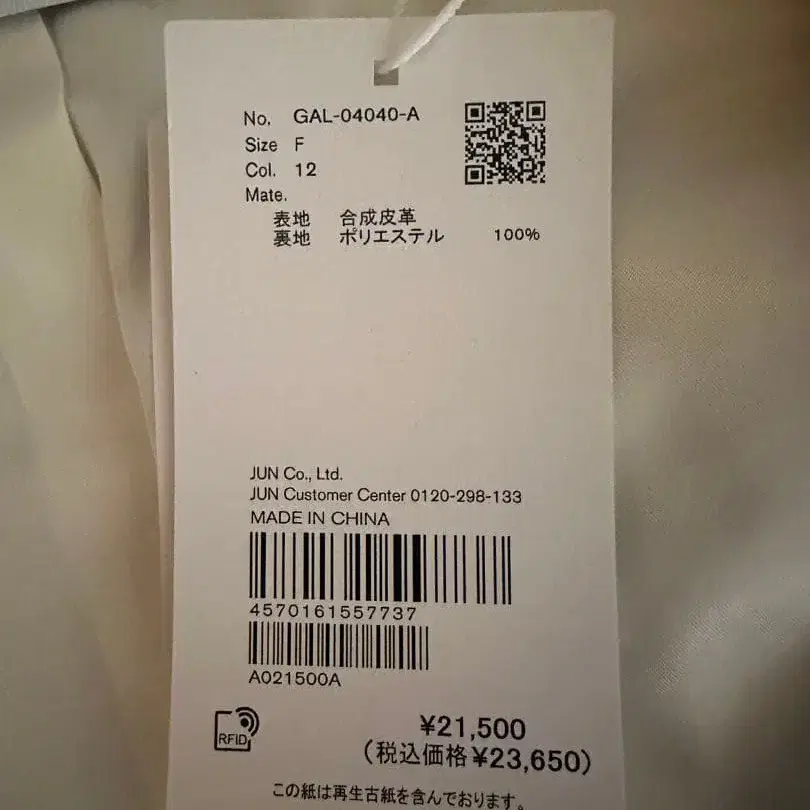 No. GAL-04040-A
Size F
Col. 12
Mate.
表地 合成皮革
裏地 ポリエステル 100%
JUN Co., Ltd.
JUN Customer Center 0120-298-133
MADE IN CHINA
4570161557737
A021500A
RFID
¥21,500
(税込価格¥23,650)
この紙は再生古紙を含んでおります。